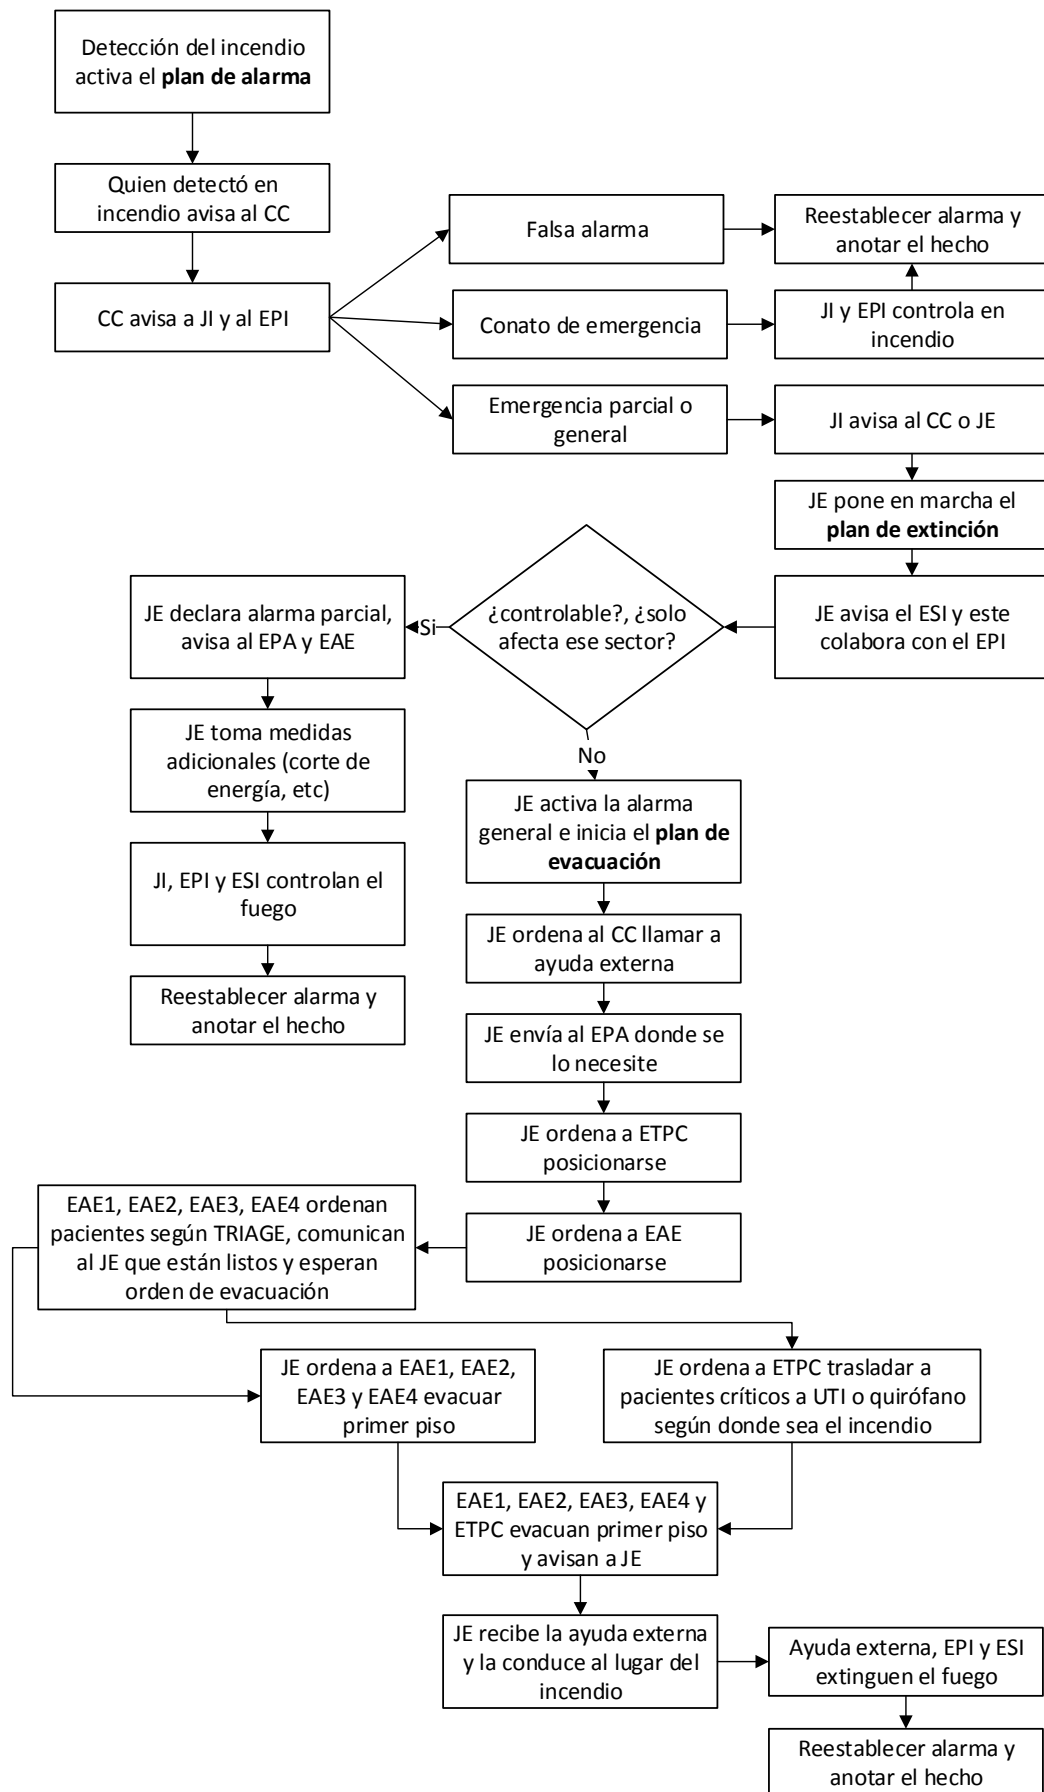 Detección del incendio
activa el plan de alarma
Quien detectó en
incendio avisa al CC
CC avisa a JI y al EPI
Falsa alarma
Reestablecer alarma y
anotar el hecho
Conato de emergencia
JI y EPI controla en
incendio
Emergencia parcial o
general
JI avisa al CC o JE
JE pone en marcha el
plan de extinción
JE avisa el ESI y este
colabora con el EPI
¿controlable?, ¿solo
afecta ese sector?
Si
JE declara alarma parcial,
avisa al EPA y EAE
JE toma medidas
adicionales (corte de
energía, etc)
JI, EPI y ESI controlan el
fuego
Reestablecer alarma y
anotar el hecho
No
JE activa la alarma
general e inicia el plan de
evacuación
JE ordena al CC llamar a
ayuda externa
JE envía al EPA donde se
lo necesite
JE ordena a ETPC
posicionarse
JE ordena a EAE
posicionarse
EAE1, EAE2, EAE3, EAE4 ordenan
pacientes según TRIAGE, comunican
al JE que están listos y esperan
orden de evacuación
JE ordena a EAE1, EAE2,
EAE3 y EAE4 evacuar
primer piso
JE ordena a ETPC trasladar a
pacientes críticos a UTI o quirófano
según donde sea el incendio
EAE1, EAE2, EAE3, EAE4 y
ETPC evacuan primer piso
y avisan a JE
JE recibe la ayuda externa
y la conduce al lugar del
incendio
Ayuda externa, EPI y ESI
extinguen el fuego
Reestablecer alarma y
anotar el hecho